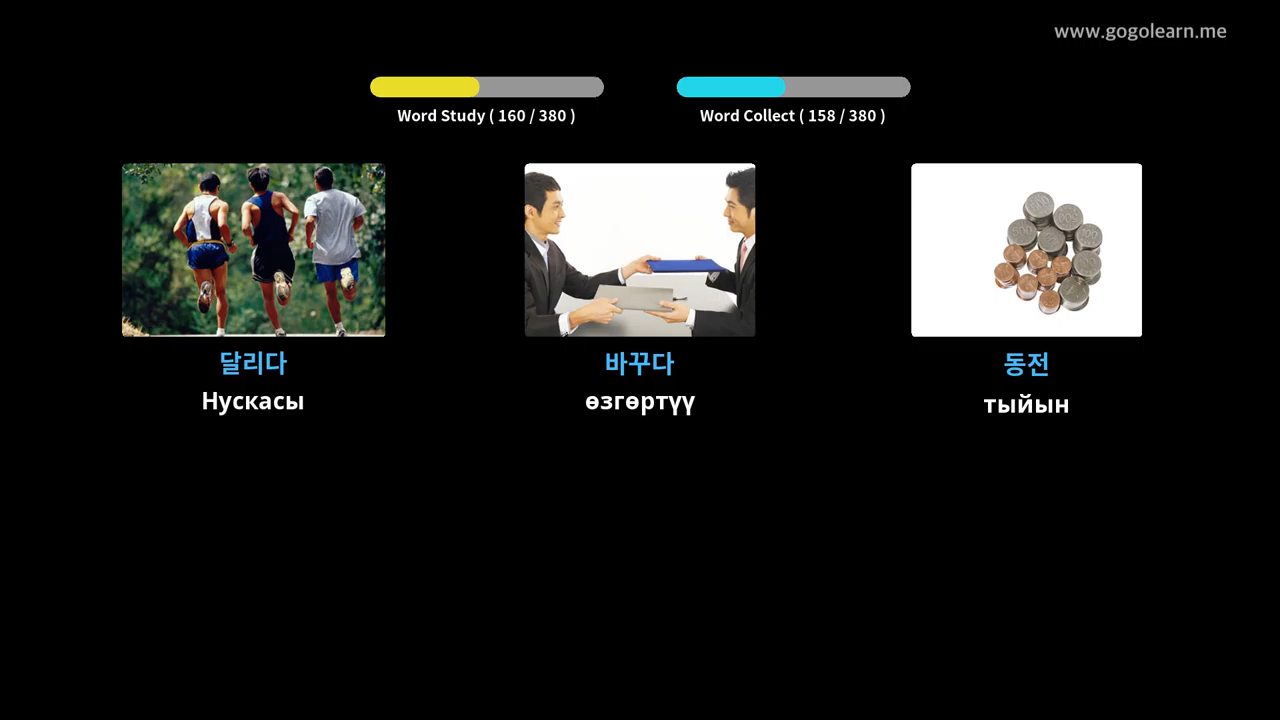 www.gogolearn.me
Word Study ( 160 / 380 )
Word Collect ( 158 / 380 )
달리다
바꾸다
동전
Нускасы
өзгөртүү
тыйын